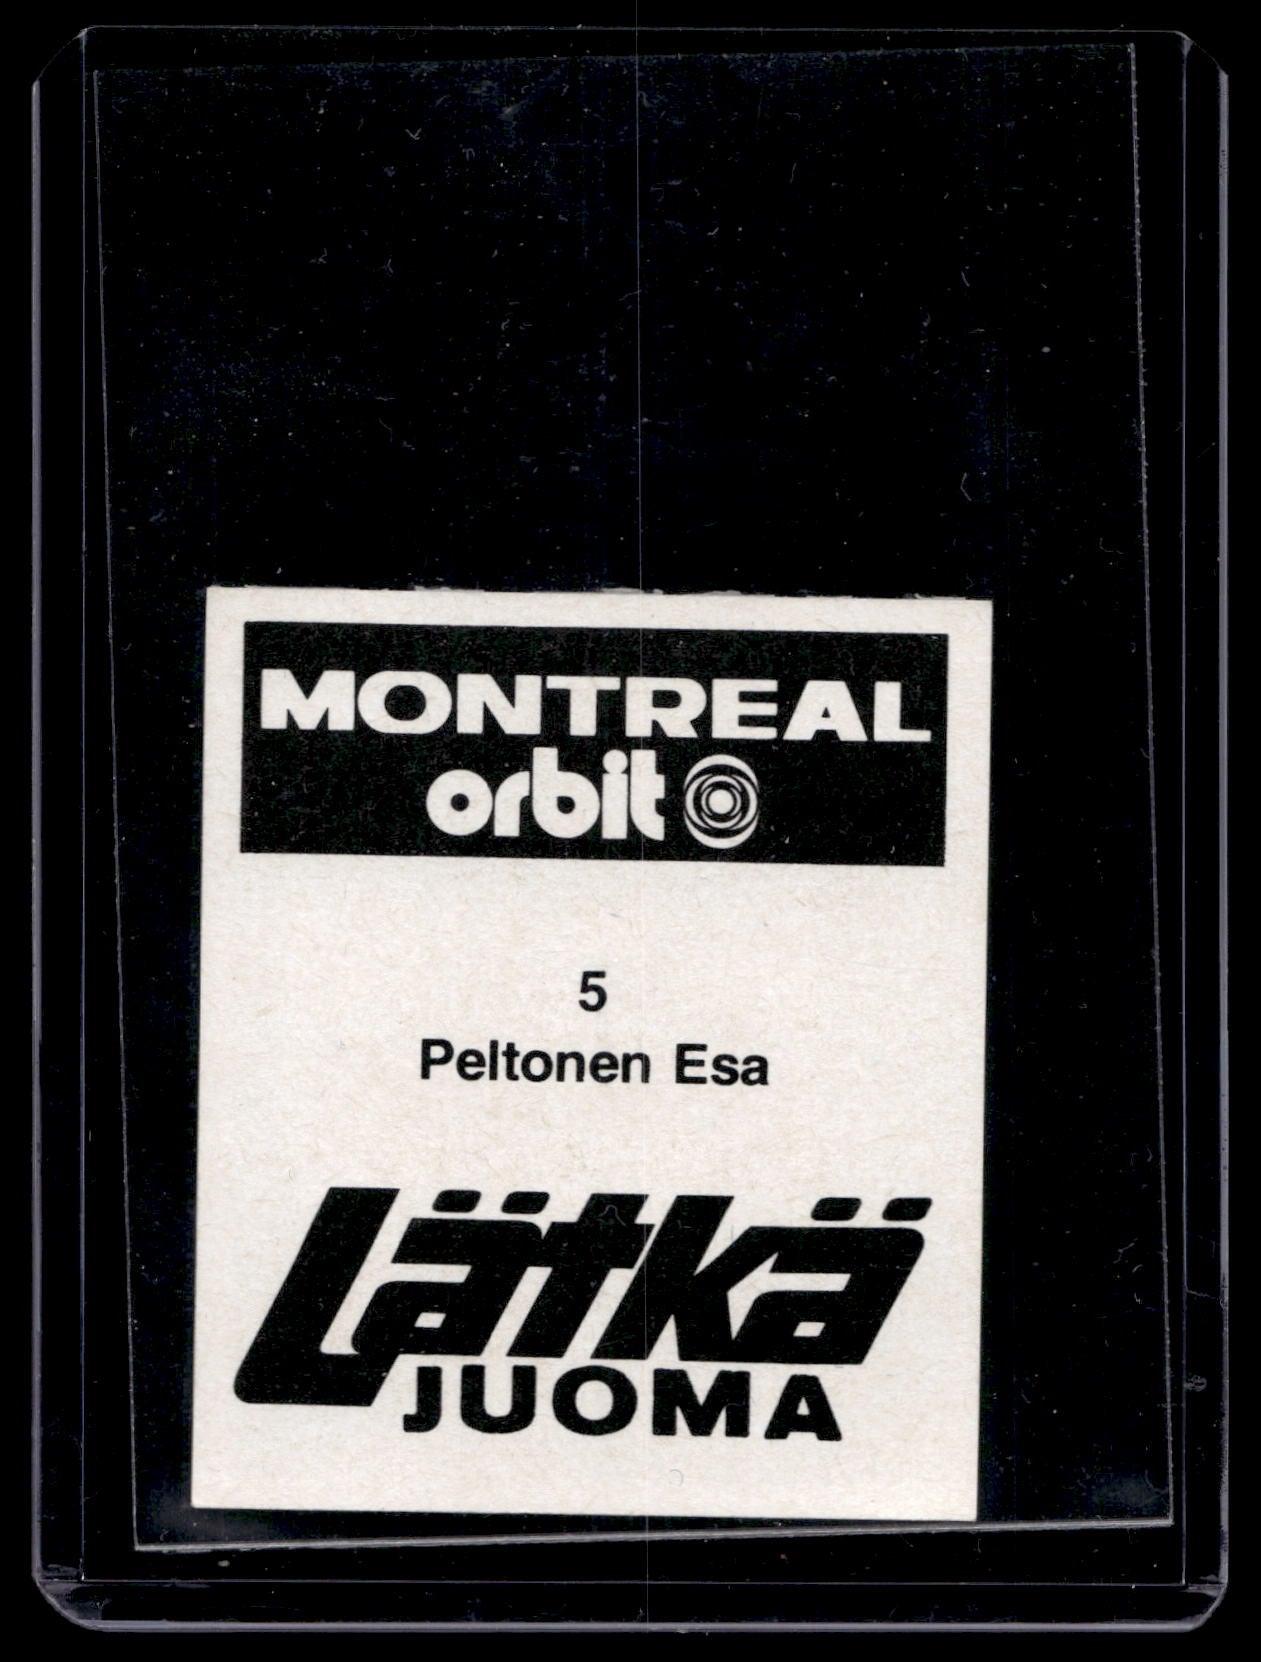 MONTREAL
orbit
5
Peltonen Esa
Lätkä
JUOMA